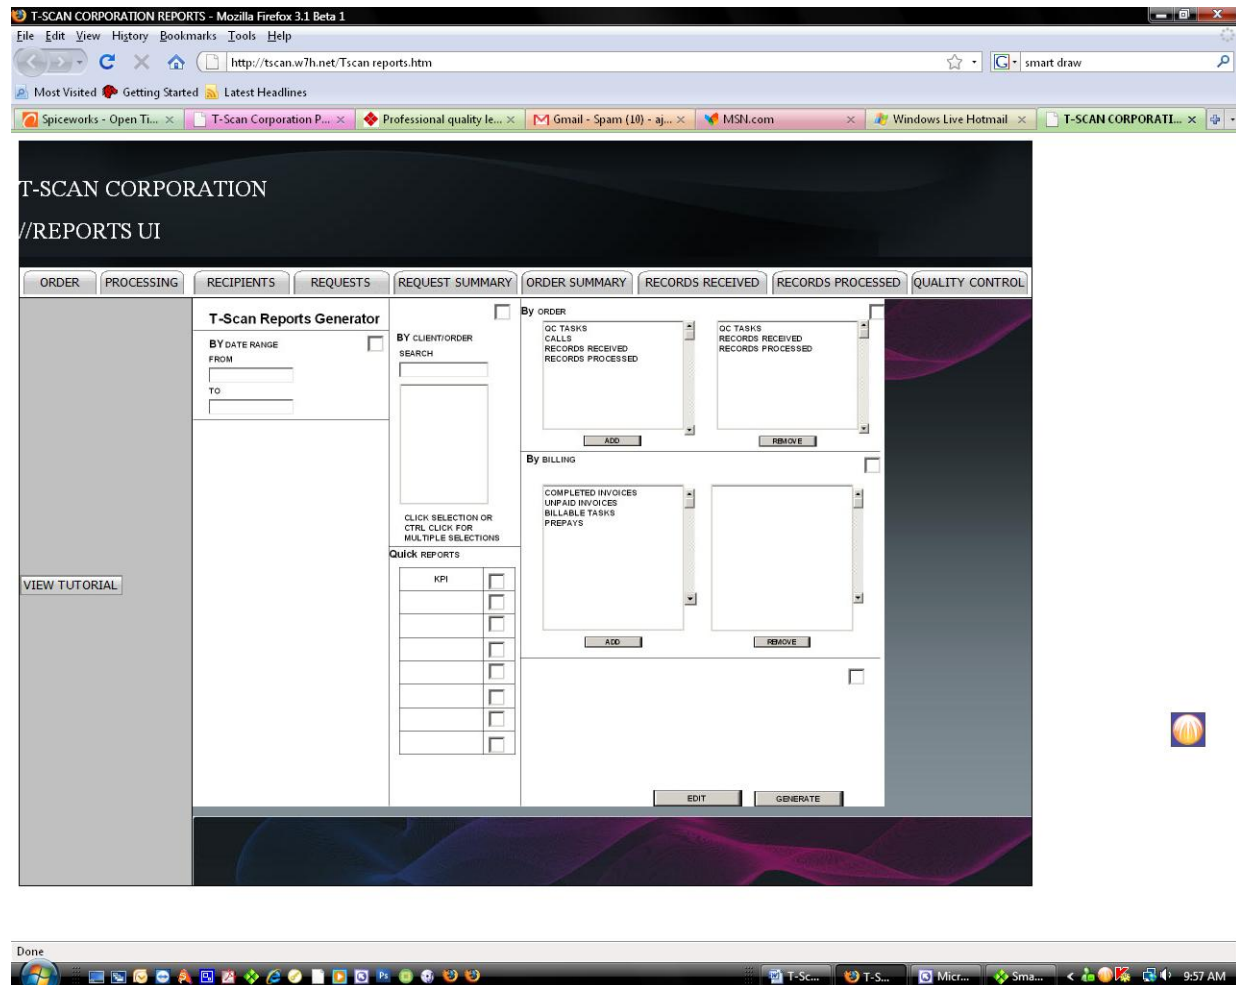 T-SCAN CORPORATION REPORTS - Mozilla Firefox 3.1 Beta 1
File Edit View History Bookmarks Tools Help
http://tscan.w7h.net/Tscan reports.htm
G smart draw
Most Visited Getting Started Latest Headlines
Spiceworks - Open Ti... T-Scan Corporation P... Professional quality le... Gmail - Spam (10) - aj... MSN.com Windows Live Hotmail T-SCAN CORPORATI...
T-SCAN CORPORATION
//REPORTS UI
ORDER PROCESSING RECIPIENTS REQUESTS REQUEST SUMMARY ORDER SUMMARY RECORDS RECEIVED RECORDS PROCESSED QUALITY CONTROL
VIEW TUTORIAL
T-Scan Reports Generator
BY DATE RANGE
FROM
TO
BY CLIENT/ORDER
SEARCH
CLICK SELECTION OR
CTRL CLICK FOR
MULTIPLE SELECTIONS
Quick REPORTS
KPI
By ORDER
QC TASKS
CALLS
RECORDS RECEIVED
RECORDS PROCESSED
ADD
QC TASKS
RECORDS RECEIVED
RECORDS PROCESSED
REMOVE
By BILLING
COMPLETED INVOICES
UNPAID INVOICES
BILLABLE TASKS
PREPAYS
ADD
REMOVE
EDIT
GENERATE
Done
Ps
T-Sc... T-S... Micr... Sma... 9:57 AM